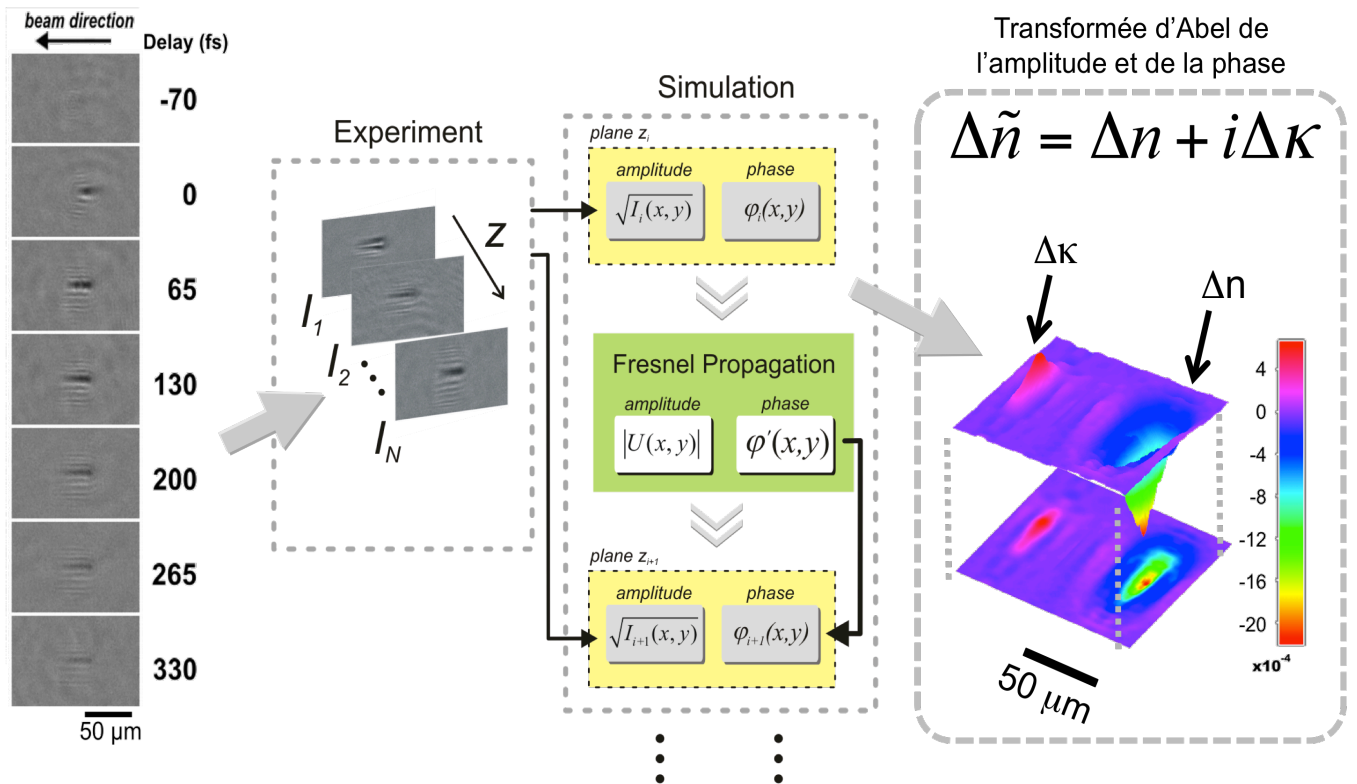 beam direction
Delay (fs)
-70
0
65
130
200
265
330
50 µm
Experiment
Z
I1
I2
IN
Simulation
plane zi
amplitude phase
√Ii(x, y) φi(x,y)
Fresnel Propagation
amplitude phase
|U(x, y)| φ'(x,y)
plane zi+1
amplitude phase
√Ii+1(x, y) φi+1(x,y)
Transformée d'Abel de
l'amplitude et de la phase
Δñ = Δn + iΔκ
Δκ
Δn
4
0
-4
-8
-12
-16
-20
x10-4
50 µm